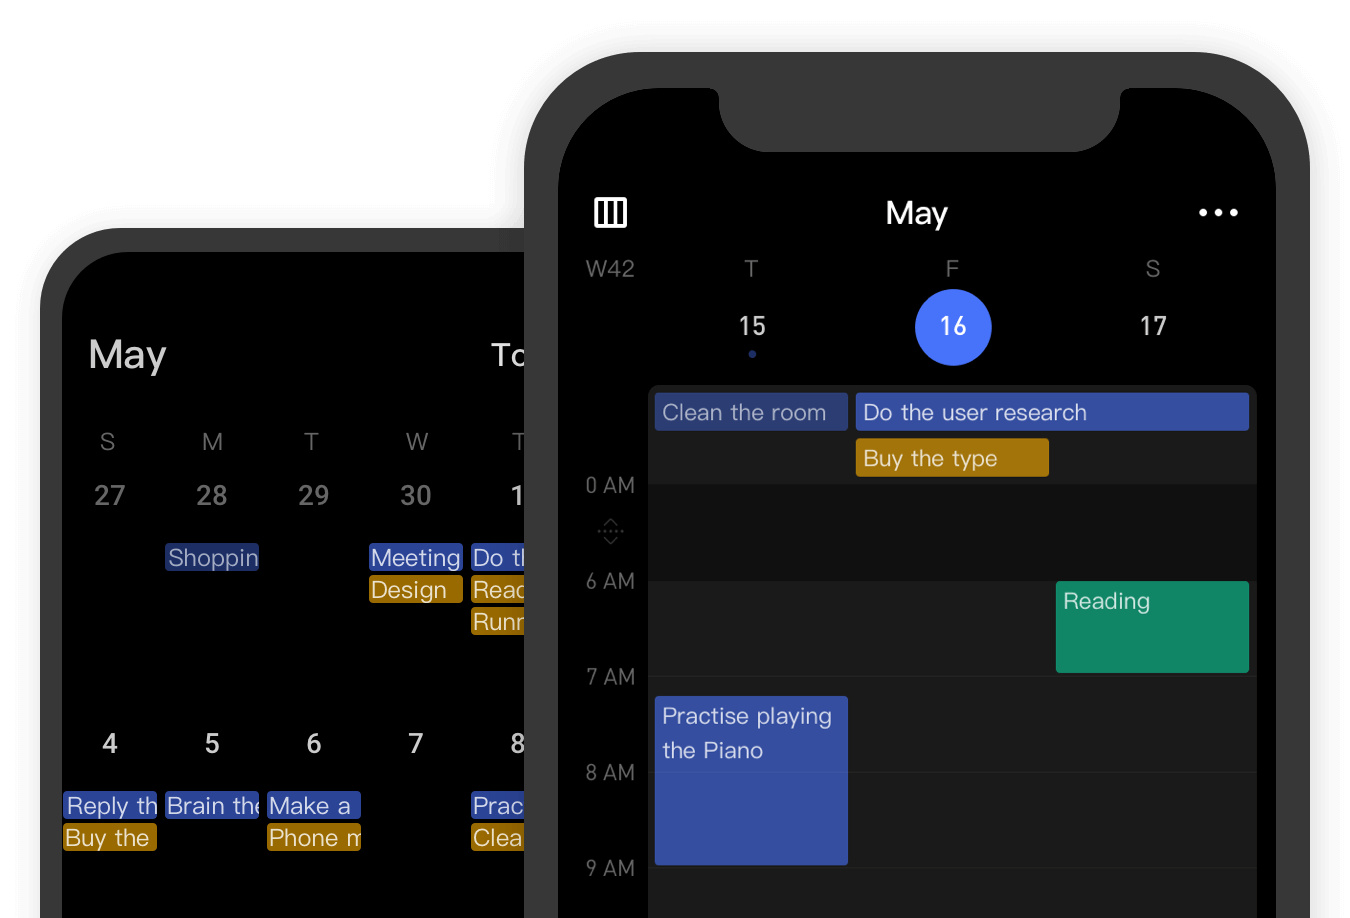 May
To
S M T W T
27 28 29 30 1
Shoppin Meeting Do th
Design Read
Runn
4 5 6 7 8
Reply th Brain the Make a Prac
Buy the Phone m Clea
May
W42 T F S
15 16 17
Clean the room Do the user research
Buy the type
0 AM
6 AM
Reading
7 AM
Practise playing
the Piano
8 AM
9 AM